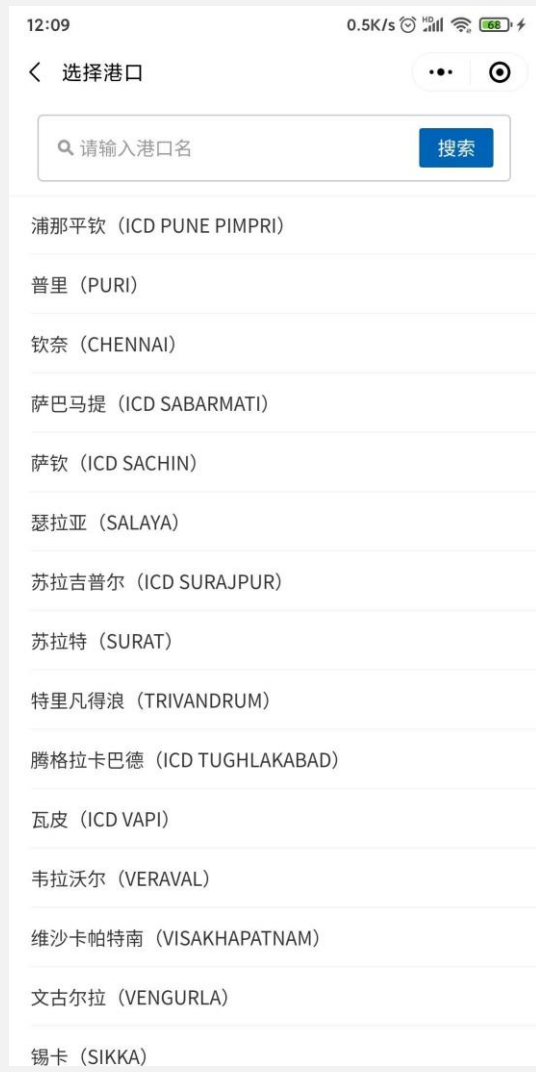 12:09
0.5K/s HD 68
选择港口
请输入港口名
搜索
浦那平钦（ICD PUNE PIMPRI）
普里（PURI）
钦奈（CHENNAI）
萨巴马提（ICD SABARMATI）
萨钦（ICD SACHIN）
瑟拉亚（SALAYA）
苏拉吉普尔（ICD SURAJPUR）
苏拉特（SURAT）
特里凡得浪（TRIVANDRUM）
腾格拉卡巴德（ICD TUGHLAKABAD）
瓦皮（ICD VAPI）
韦拉沃尔（VERAVAL）
维沙卡帕特南（VISAKHAPATNAM）
文古尔拉（VENGURLA）
锡卡（SIKKA）